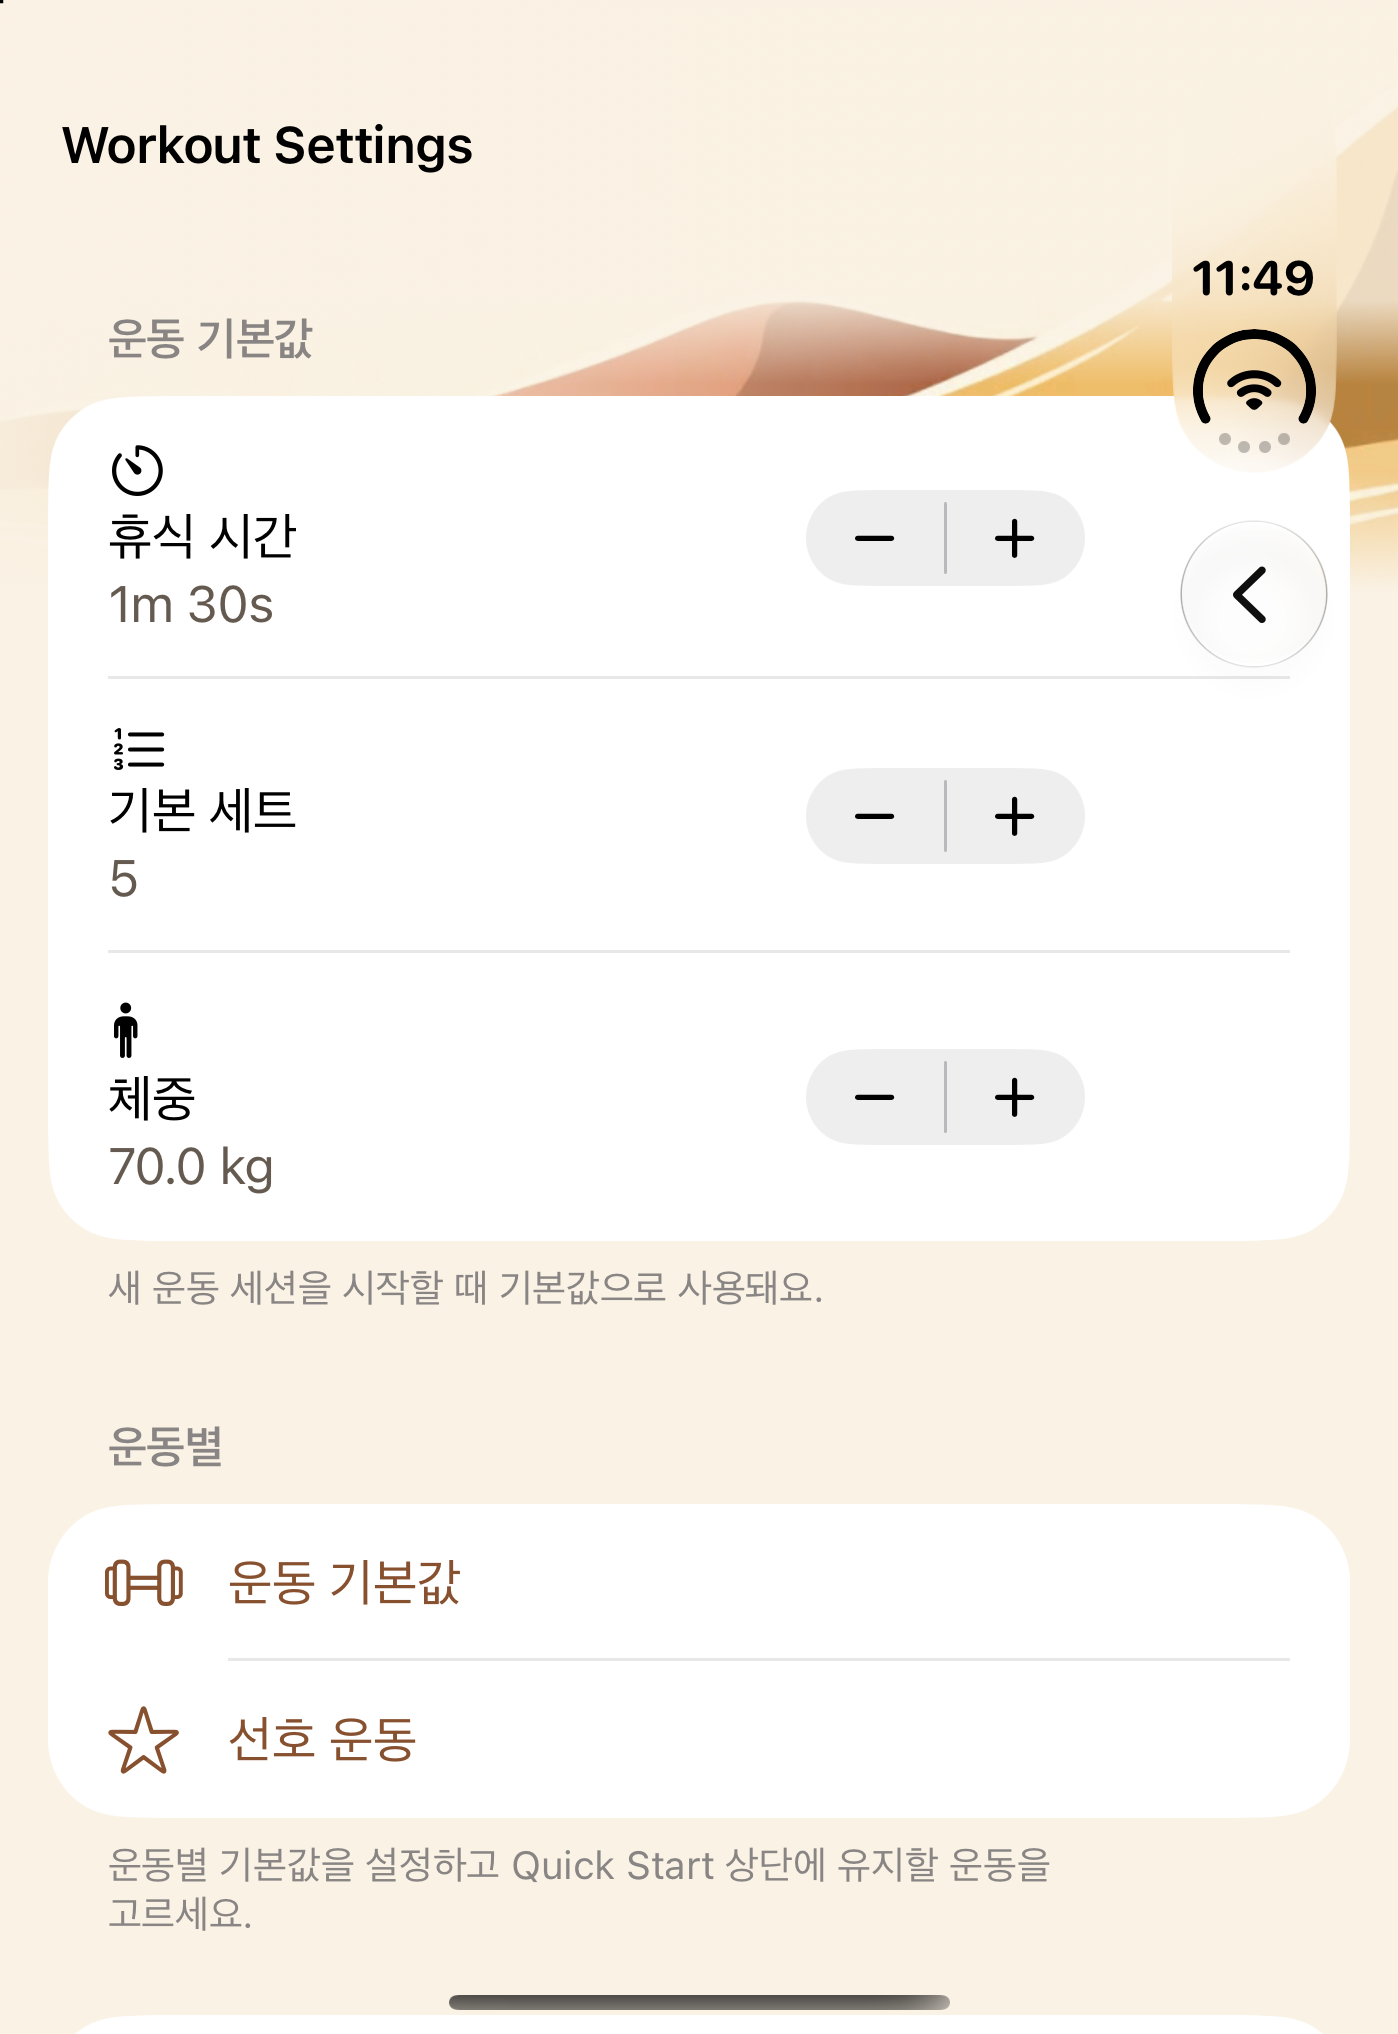 Workout Settings
11:49
운동 기본값
휴식 시간
1m 30s
1
2
3
기본 세트
5
체중
70.0 kg
새 운동 세션을 시작할 때 기본값으로 사용돼요.
운동별
운동 기본값
선호 운동
운동별 기본값을 설정하고 Quick Start 상단에 유지할 운동을
고르세요.